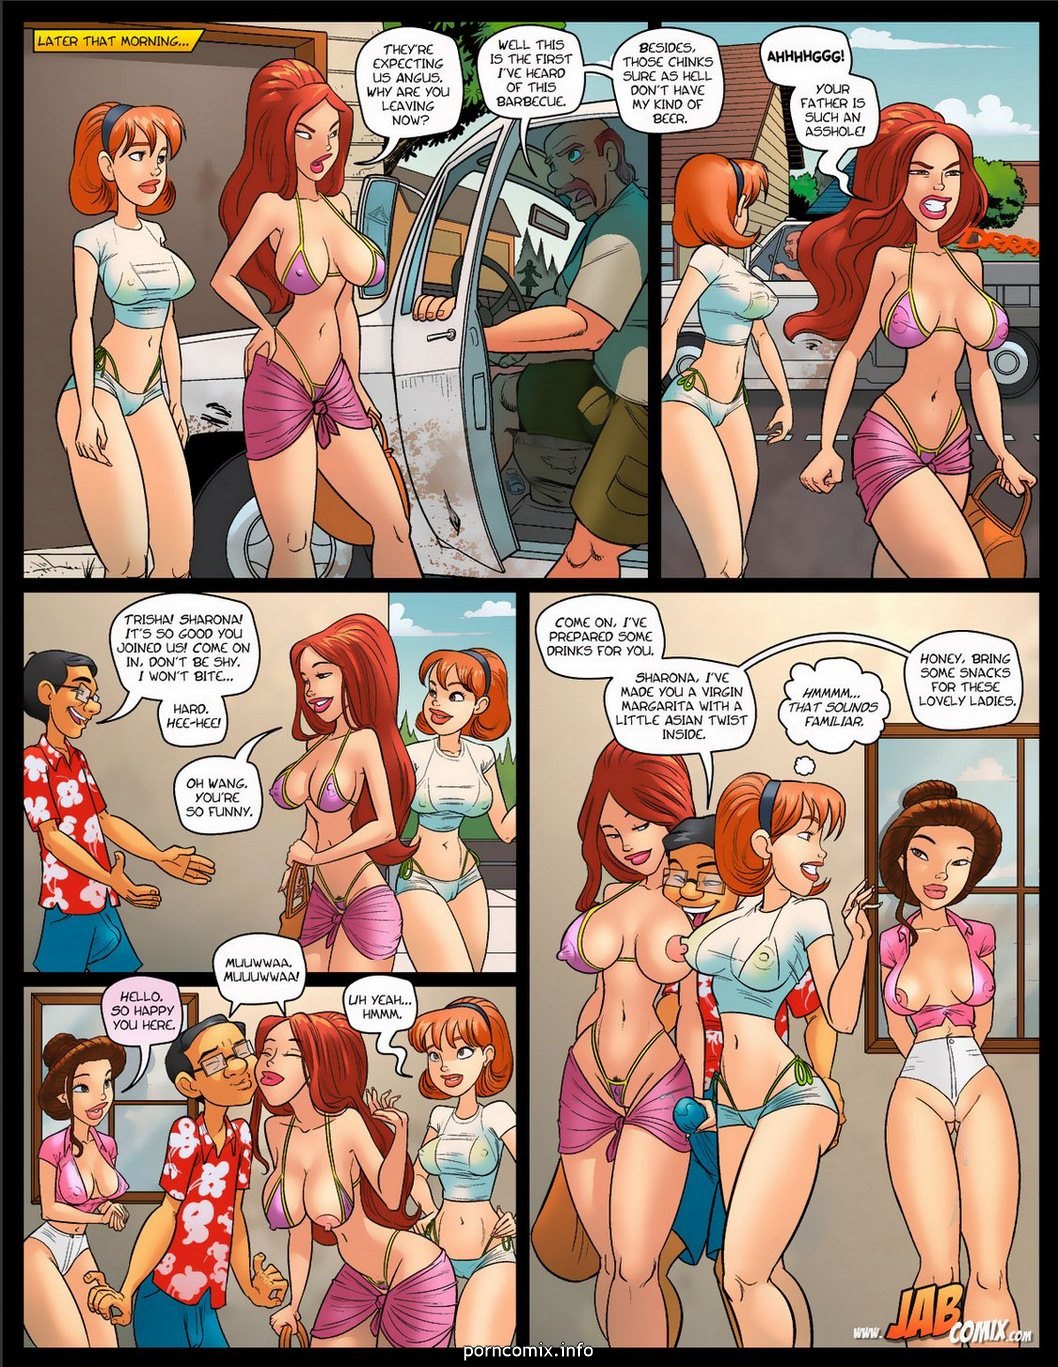 LATER THAT MORNING...
THEY'RE
EXPECTING
US ANGUS.
WHY ARE YOU
LEAVING
NOW?
WELL THIS
IS THE FIRST
I'VE HEARD
OF THIS
BARBECUE.
BESIDES,
THOSE CHINKS
SURE AS HELL
DON'T HAVE
MY KIND OF
BEER.
AHHHHGGG!
YOUR
FATHER IS
SUCH AN
ASSHOLE!
TRISHA! SHARONA!
IT'S SO GOOD YOU
JOINED US! COME ON
IN, DON'T BE SHY.
I WON'T BITE...
HARD.
HEE-HEE!
OH WANG,
YOU'RE
SO FUNNY.
HELLO,
SO HAPPY
YOU HERE.
MUUWWAA,
MUUUWWAA!
UH YEAH...
HMMM.
COME ON, I'VE
PREPARED SOME
DRINKS FOR YOU.
SHARONA, I'VE
MADE YOU A VIRGIN
MARGARITA WITH A
LITTLE ASIAN TWIST
INSIDE.
HMMMM...
THAT SOUNDS
FAMILIAR.
HONEY, BRING
SOME SNACKS
FOR THESE
LOVELY LADIES.
www.JABCOMIX.com
porncomix.info